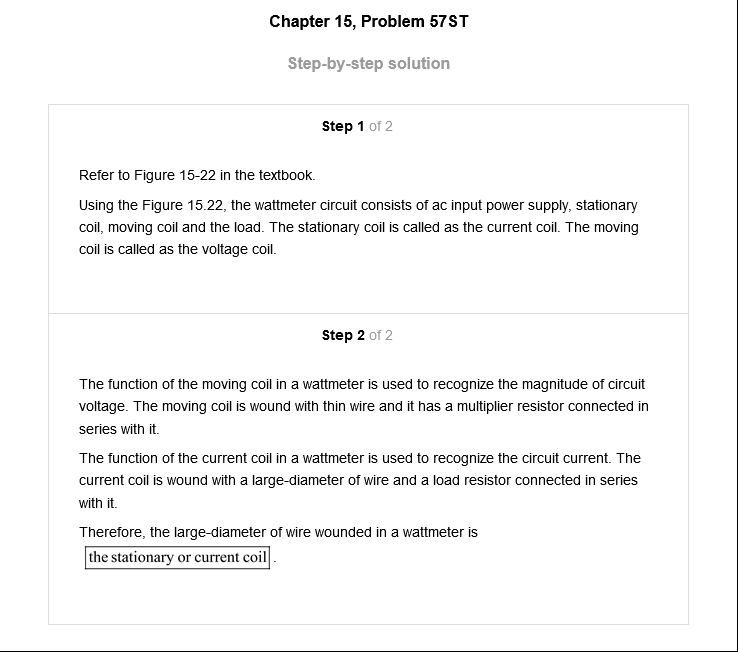 Chapter 15, Problem 57ST
Step-by-step solution
Step 1 of 2
Refer to Figure 15-22 in the textbook.
Using the Figure 15.22, the wattmeter circuit consists of ac input power supply, stationary
coil, moving coil and the load. The stationary coil is called as the current coil. The moving
coil is called as the voltage coil.
Step 2 of 2
The function of the moving coil in a wattmeter is used to recognize the magnitude of circuit
voltage. The moving coil is wound with thin wire and it has a multiplier resistor connected in
series with it.
The function of the current coil in a wattmeter is used to recognize the circuit current. The
current coil is wound with a large-diameter of wire and a load resistor connected in series
with it.
Therefore, the large-diameter of wire wounded in a wattmeter is
the stationary or current coil .